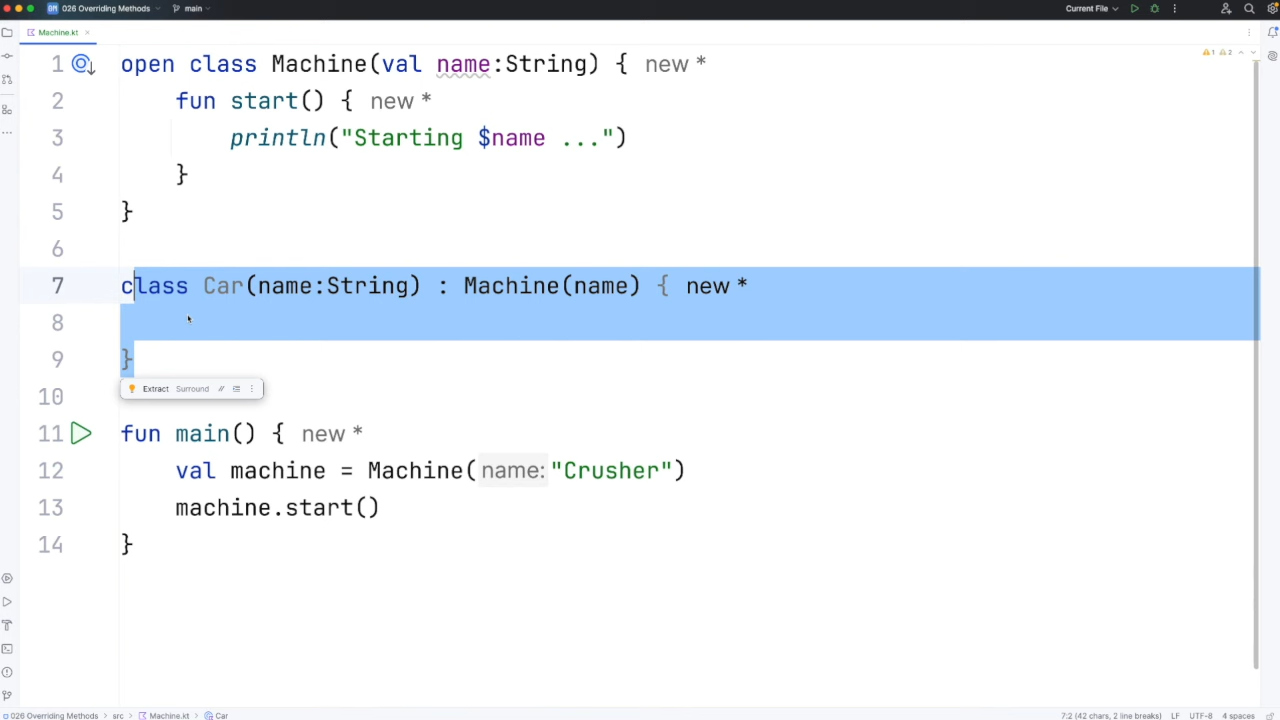 GM 026 Overriding Methods main Current File
Machine.kt
1 2
1 open class Machine(val name:String) { new *
2 fun start() { new *
3 println("Starting $name ...")
4 }
5 }
6
7 class Car(name:String) : Machine(name) { new *
8
9 }
Extract Surround //
10
11 fun main() { new *
12 val machine = Machine( name: "Crusher")
13 machine.start()
14 }
026 Overriding Methods > src > Machine.kt > Car 7:2 (42 chars, 2 line breaks) LF UTF-8 4 spaces